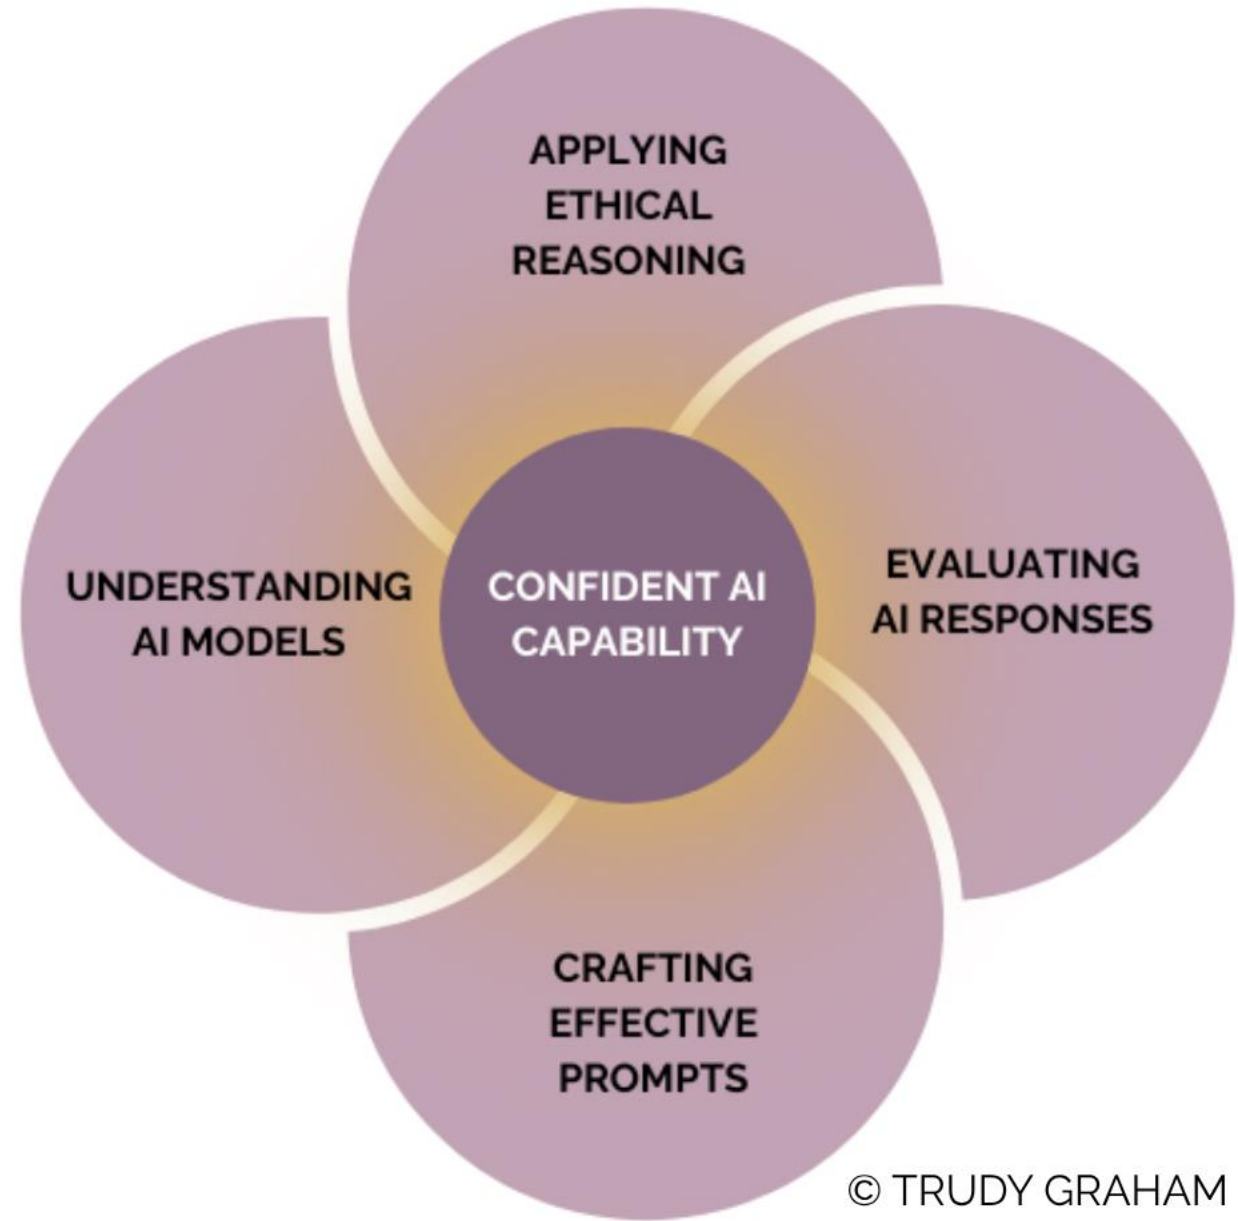 APPLYING
ETHICAL
REASONING
UNDERSTANDING
AI MODELS
CONFIDENT AI
CAPABILITY
EVALUATING
AI RESPONSES
CRAFTING
EFFECTIVE
PROMPTS
© TRUDY GRAHAM